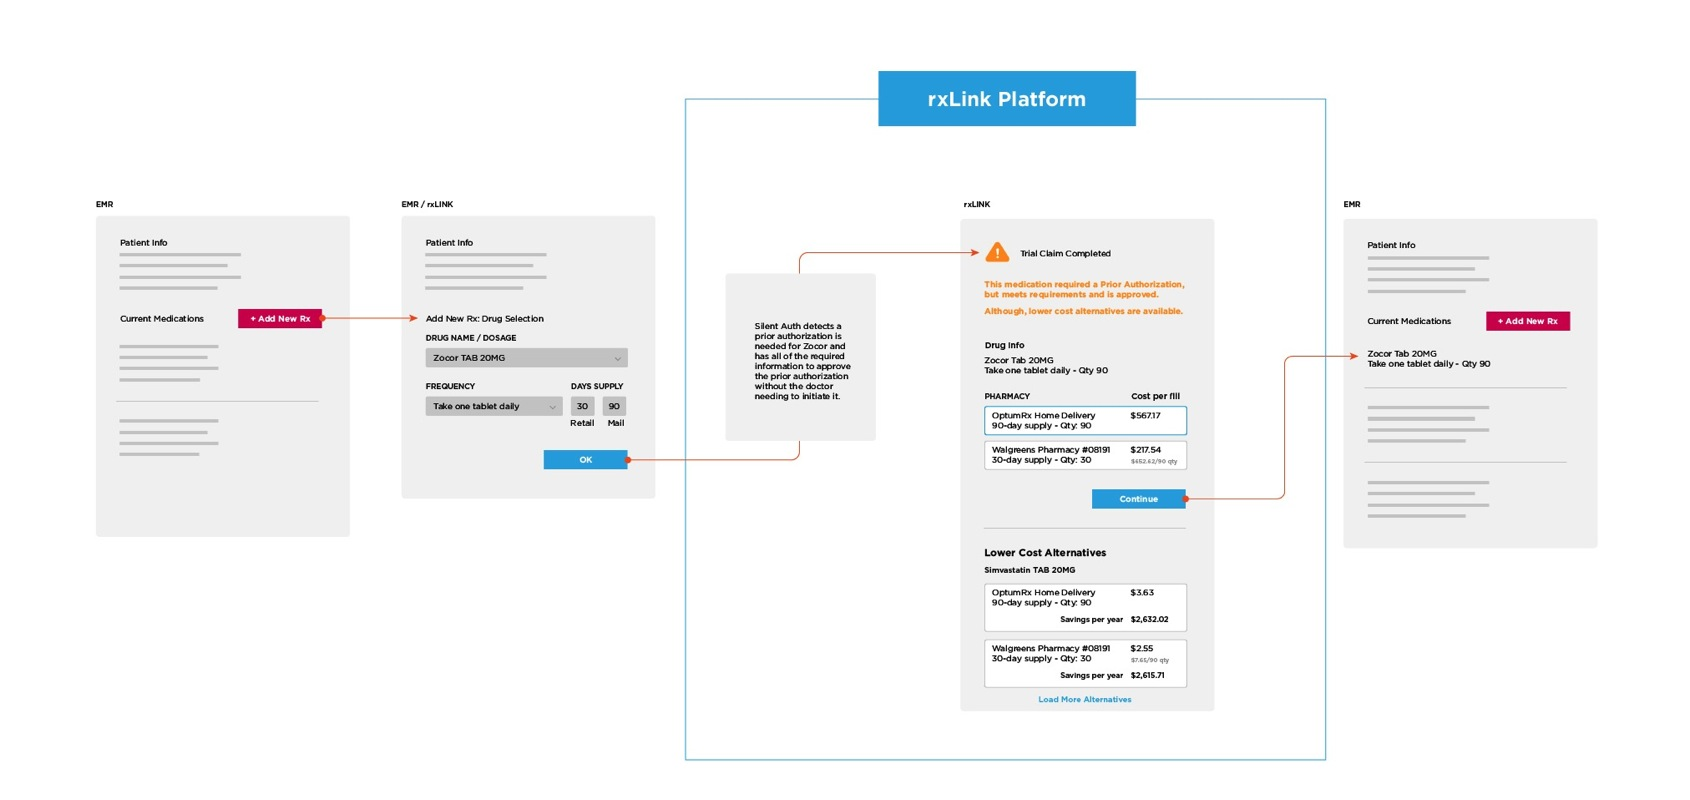 rxLink Platform
EMR
Patient Info
Current Medications
+ Add New Rx
EMR / rxLINK
Patient Info
Add New Rx: Drug Selection
DRUG NAME / DOSAGE
Zocor TAB 20MG
FREQUENCY
DAYS SUPPLY
Take one tablet daily
30
90
Retail
Mail
OK
Silent Auth detects a
prior authorization is
needed for Zocor and
has all of the required
information to approve
the prior authorization
without the doctor
needing to initiate it.
rxLINK
!
Trial Claim Completed
This medication required a Prior Authorization,
but meets requirements and is approved.
Although, lower cost alternatives are available.
Drug Info
Zocor Tab 20MG
Take one tablet daily - Qty 90
PHARMACY
Cost per fill
OptumRx Home Delivery
$567.17
90-day supply - Qty: 90
Walgreens Pharmacy #08191
$217.54
30-day supply - Qty: 30
$652.62/90 qty
Continue
Lower Cost Alternatives
Simvastatin TAB 20MG
OptumRx Home Delivery
$3.63
90-day supply - Qty: 90
Savings per year $2,632.02
Walgreens Pharmacy #08191
$2.55
30-day supply - Qty: 30
$7.65/90 qty
Savings per year $2,615.71
Load More Alternatives
EMR
Patient Info
Current Medications
+ Add New Rx
Zocor Tab 20MG
Take one tablet daily - Qty 90